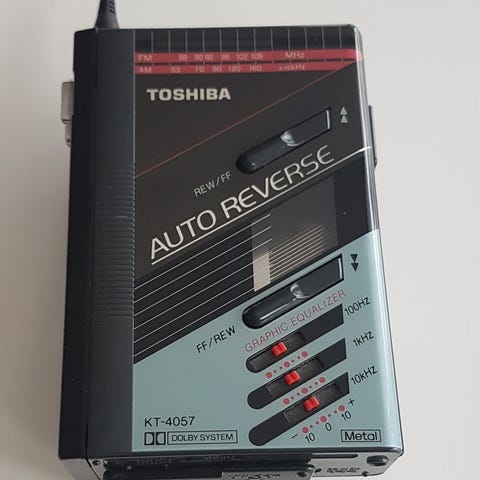 FM 88 90 92 95 102 108 MHz
AM 53 70 90 120 160 x10kHz
TOSHIBA
REW/FF
AUTO REVERSE
FF/REW
GRAPHIC EQUALIZER
100Hz
1kHz
10kHz
KT-4057
DOLBY SYSTEM
- 10 0 10 +
Metal